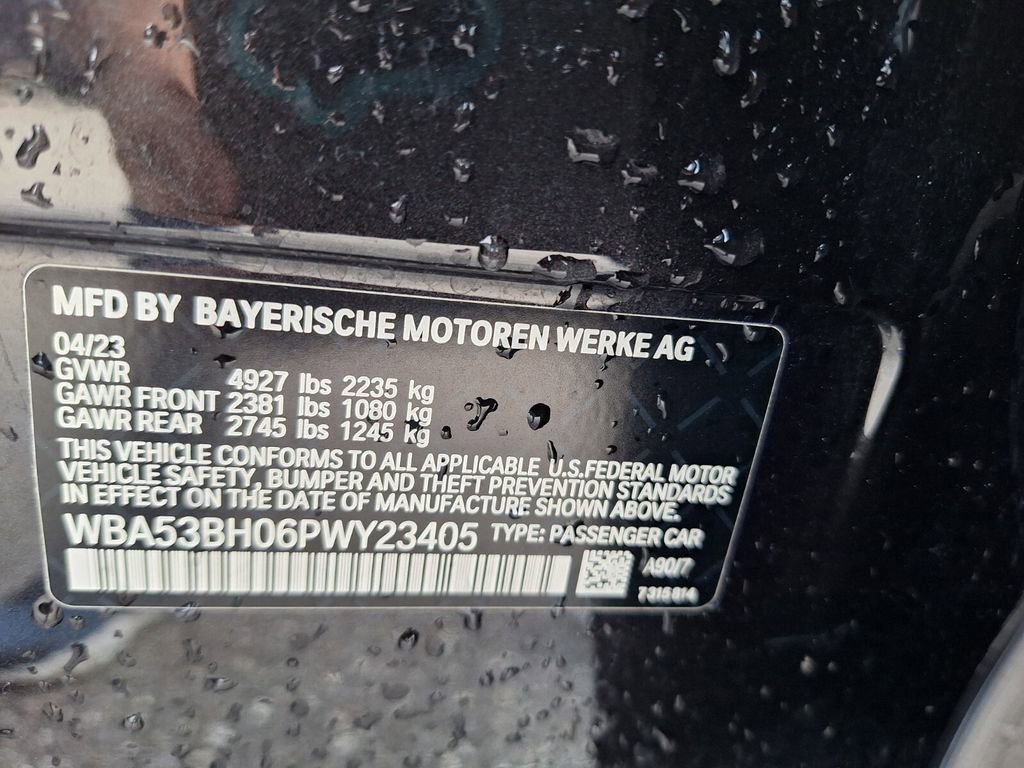 MFD BY BAYERISCHE MOTOREN WERKE AG
04/23
GVWR 4927 lbs 2235 kg
GAWR FRONT 2381 lbs 1080 kg
GAWR REAR 2745 lbs 1245 kg
THIS VEHICLE CONFORMS TO ALL APPLICABLE U.S.FEDERAL MOTOR
VEHICLE SAFETY, BUMPER AND THEFT PREVENTION STANDARDS
IN EFFECT ON THE DATE OF MANUFACTURE SHOWN ABOVE.
WBA53BH06PWY23405 TYPE: PASSENGER CAR
A90/7
7315814